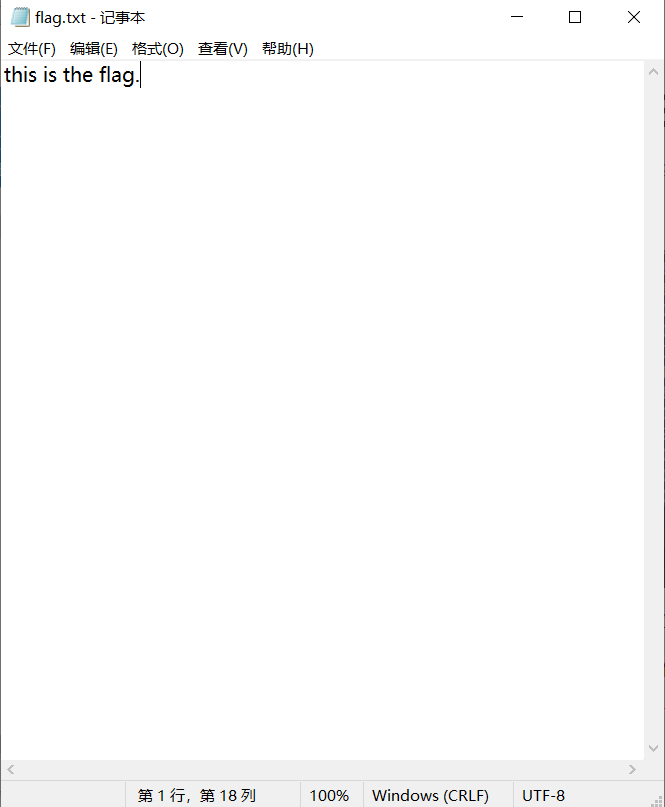 flag.txt - 记事本
文件(F) 编辑(E) 格式(O) 查看(V) 帮助(H)
this is the flag.
第 1 行，第 18 列 100% Windows (CRLF) UTF-8